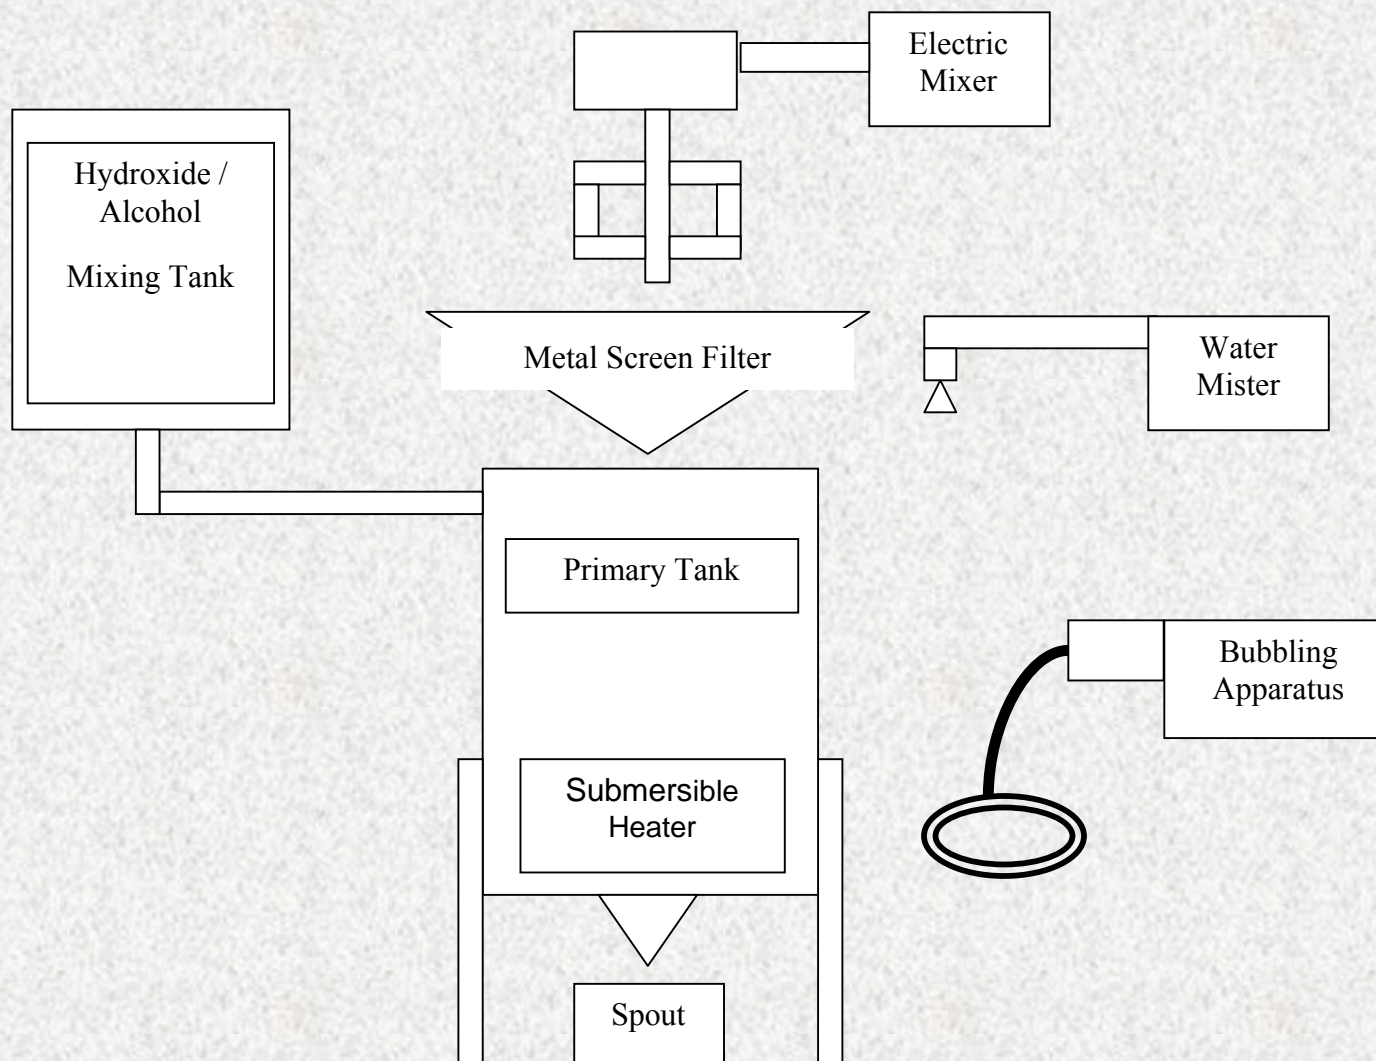 Electric
Mixer
Hydroxide /
Alcohol
Mixing Tank
Metal Screen Filter
Water
Mister
Primary Tank
Bubbling
Apparatus
Submersible
Heater
Spout